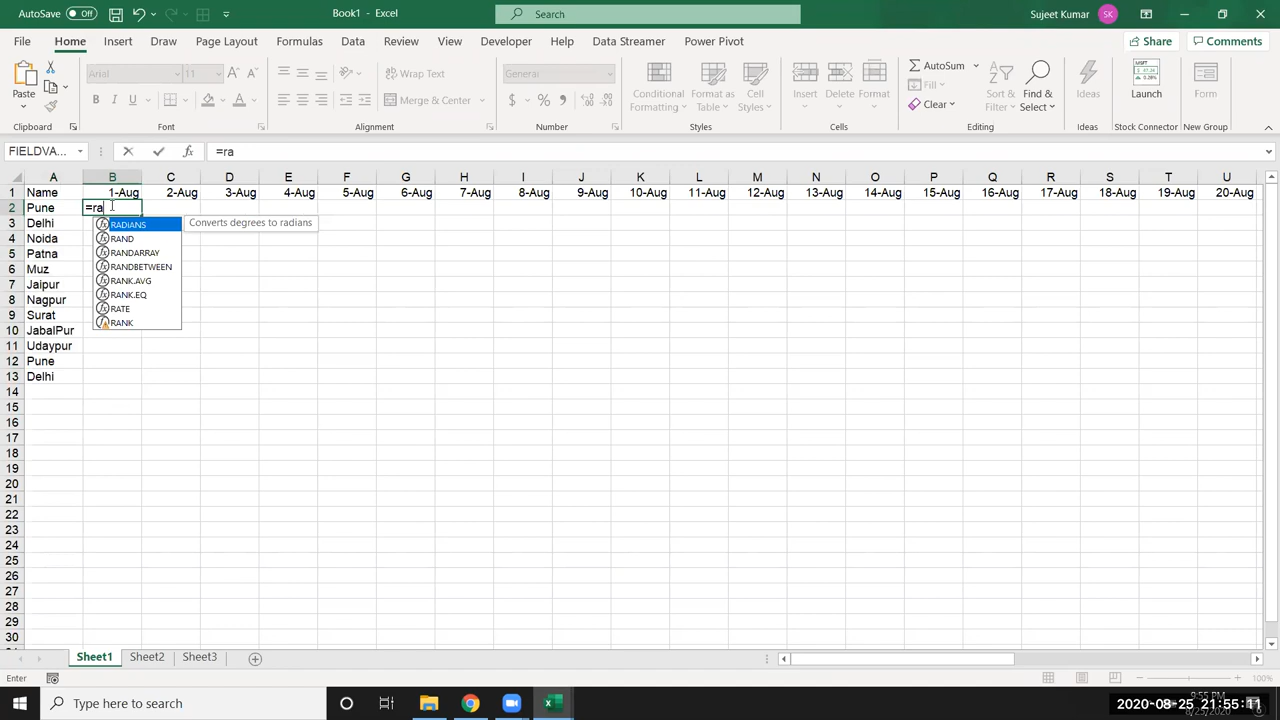 AutoSave Off Book1 - Excel Search Sujeet Kumar SK
File Home Insert Draw Page Layout Formulas Data Review View Developer Help Data Streamer Power Pivot Share Comments
Paste Arial 11 Wrap Text General Conditional Formatting Format as Table Cell Styles Insert Delete Format AutoSum Fill Clear Sort & Filter Find & Select Ideas Launch Form
B I U Merge & Center $ %
Clipboard Font Alignment Number Styles Cells Editing Ideas Stock Connector New Group
FIELDVA... =ra
A B C D E F G H I J K L M N O P Q R S T U
1 Name 1-Aug 2-Aug 3-Aug 4-Aug 5-Aug 6-Aug 7-Aug 8-Aug 9-Aug 10-Aug 11-Aug 12-Aug 13-Aug 14-Aug 15-Aug 16-Aug 17-Aug 18-Aug 19-Aug 20-Aug
2 Pune =ra
3 Delhi RADIANS Converts degrees to radians
4 Noida RAND
5 Patna RANDARRAY
6 Muz RANDBETWEEN
7 Jaipur RANK.AVG
8 Nagpur RANK.EQ
9 Surat RATE
10 JabalPur RANK
11 Udaypur
12 Pune
13 Delhi
14
15
16
17
18
19
20
21
22
23
24
25
26
27
28
29
30
Sheet1 Sheet2 Sheet3
Enter 100%
Type here to search 9:55 PM
2020-08-25 21:55:11